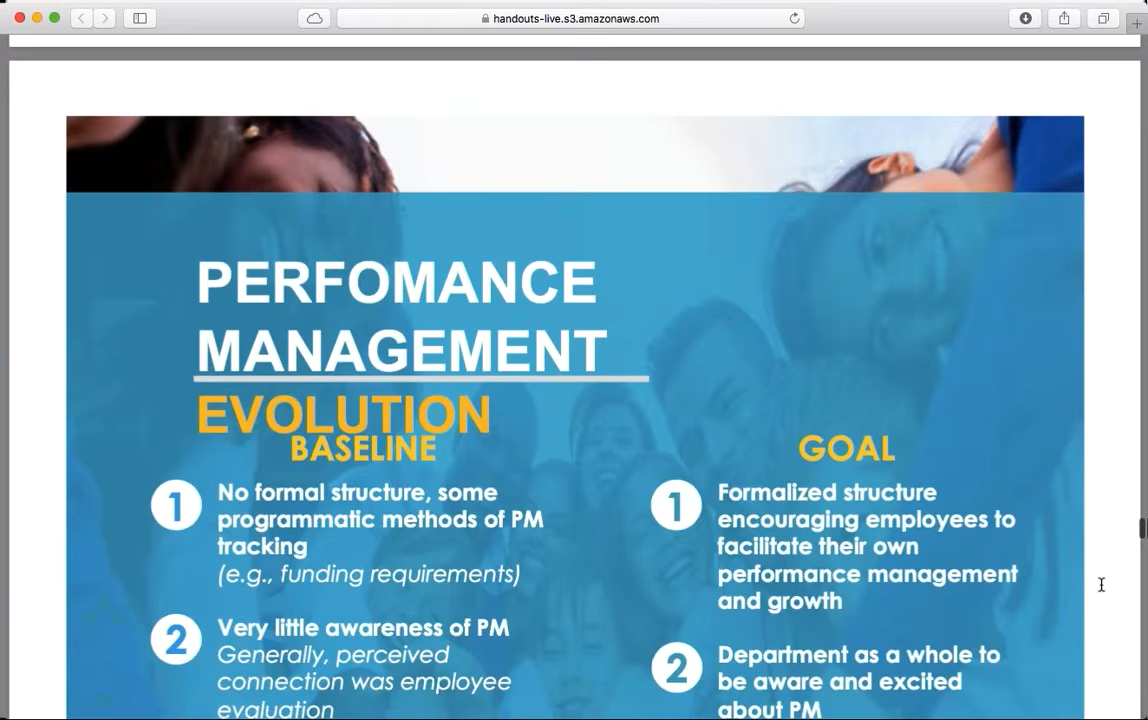 handouts-live.s3.amazonaws.com
PERFOMANCE
MANAGEMENT
EVOLUTION
BASELINE
1
No formal structure, some
programmatic methods of PM
tracking
(e.g., funding requirements)
2
Very little awareness of PM
Generally, perceived
connection was employee
evaluation
GOAL
1
Formalized structure
encouraging employees to
facilitate their own
performance management
and growth
2
Department as a whole to
be aware and excited
about PM